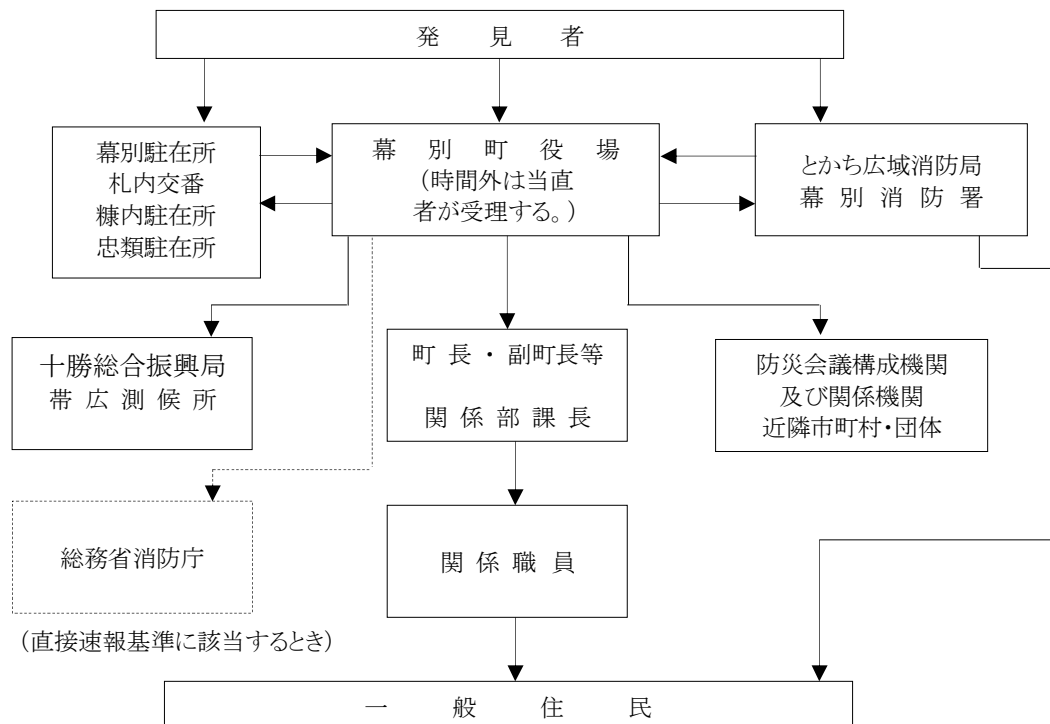 発見者
幕別駐在所
札内交番
糠内駐在所
忠類駐在所
幕別町役場
（時間外は当直
者が受理する。）
とかち広域消防局
幕別消防署
十勝総合振興局
帯広測候所
町長・副町長等
関係部課長
防災会議構成機関
及び関係機関
近隣市町村・団体
総務省消防庁
（直接速報基準に該当するとき）
関係職員
一般住民